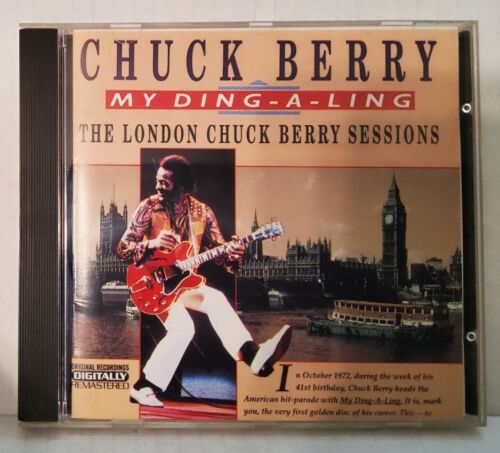 CHUCK BERRY
MY DING-A-LING
THE LONDON CHUCK BERRY SESSIONS
ORIGINAL RECORDINGS
DIGITALLY
REMASTERED
In October 1972, during the week of his
41st birthday, Chuck Berry heads the
American hit-parade with My Ding-A-Ling. It is, mark
you, the very first golden disc of his career. This — to